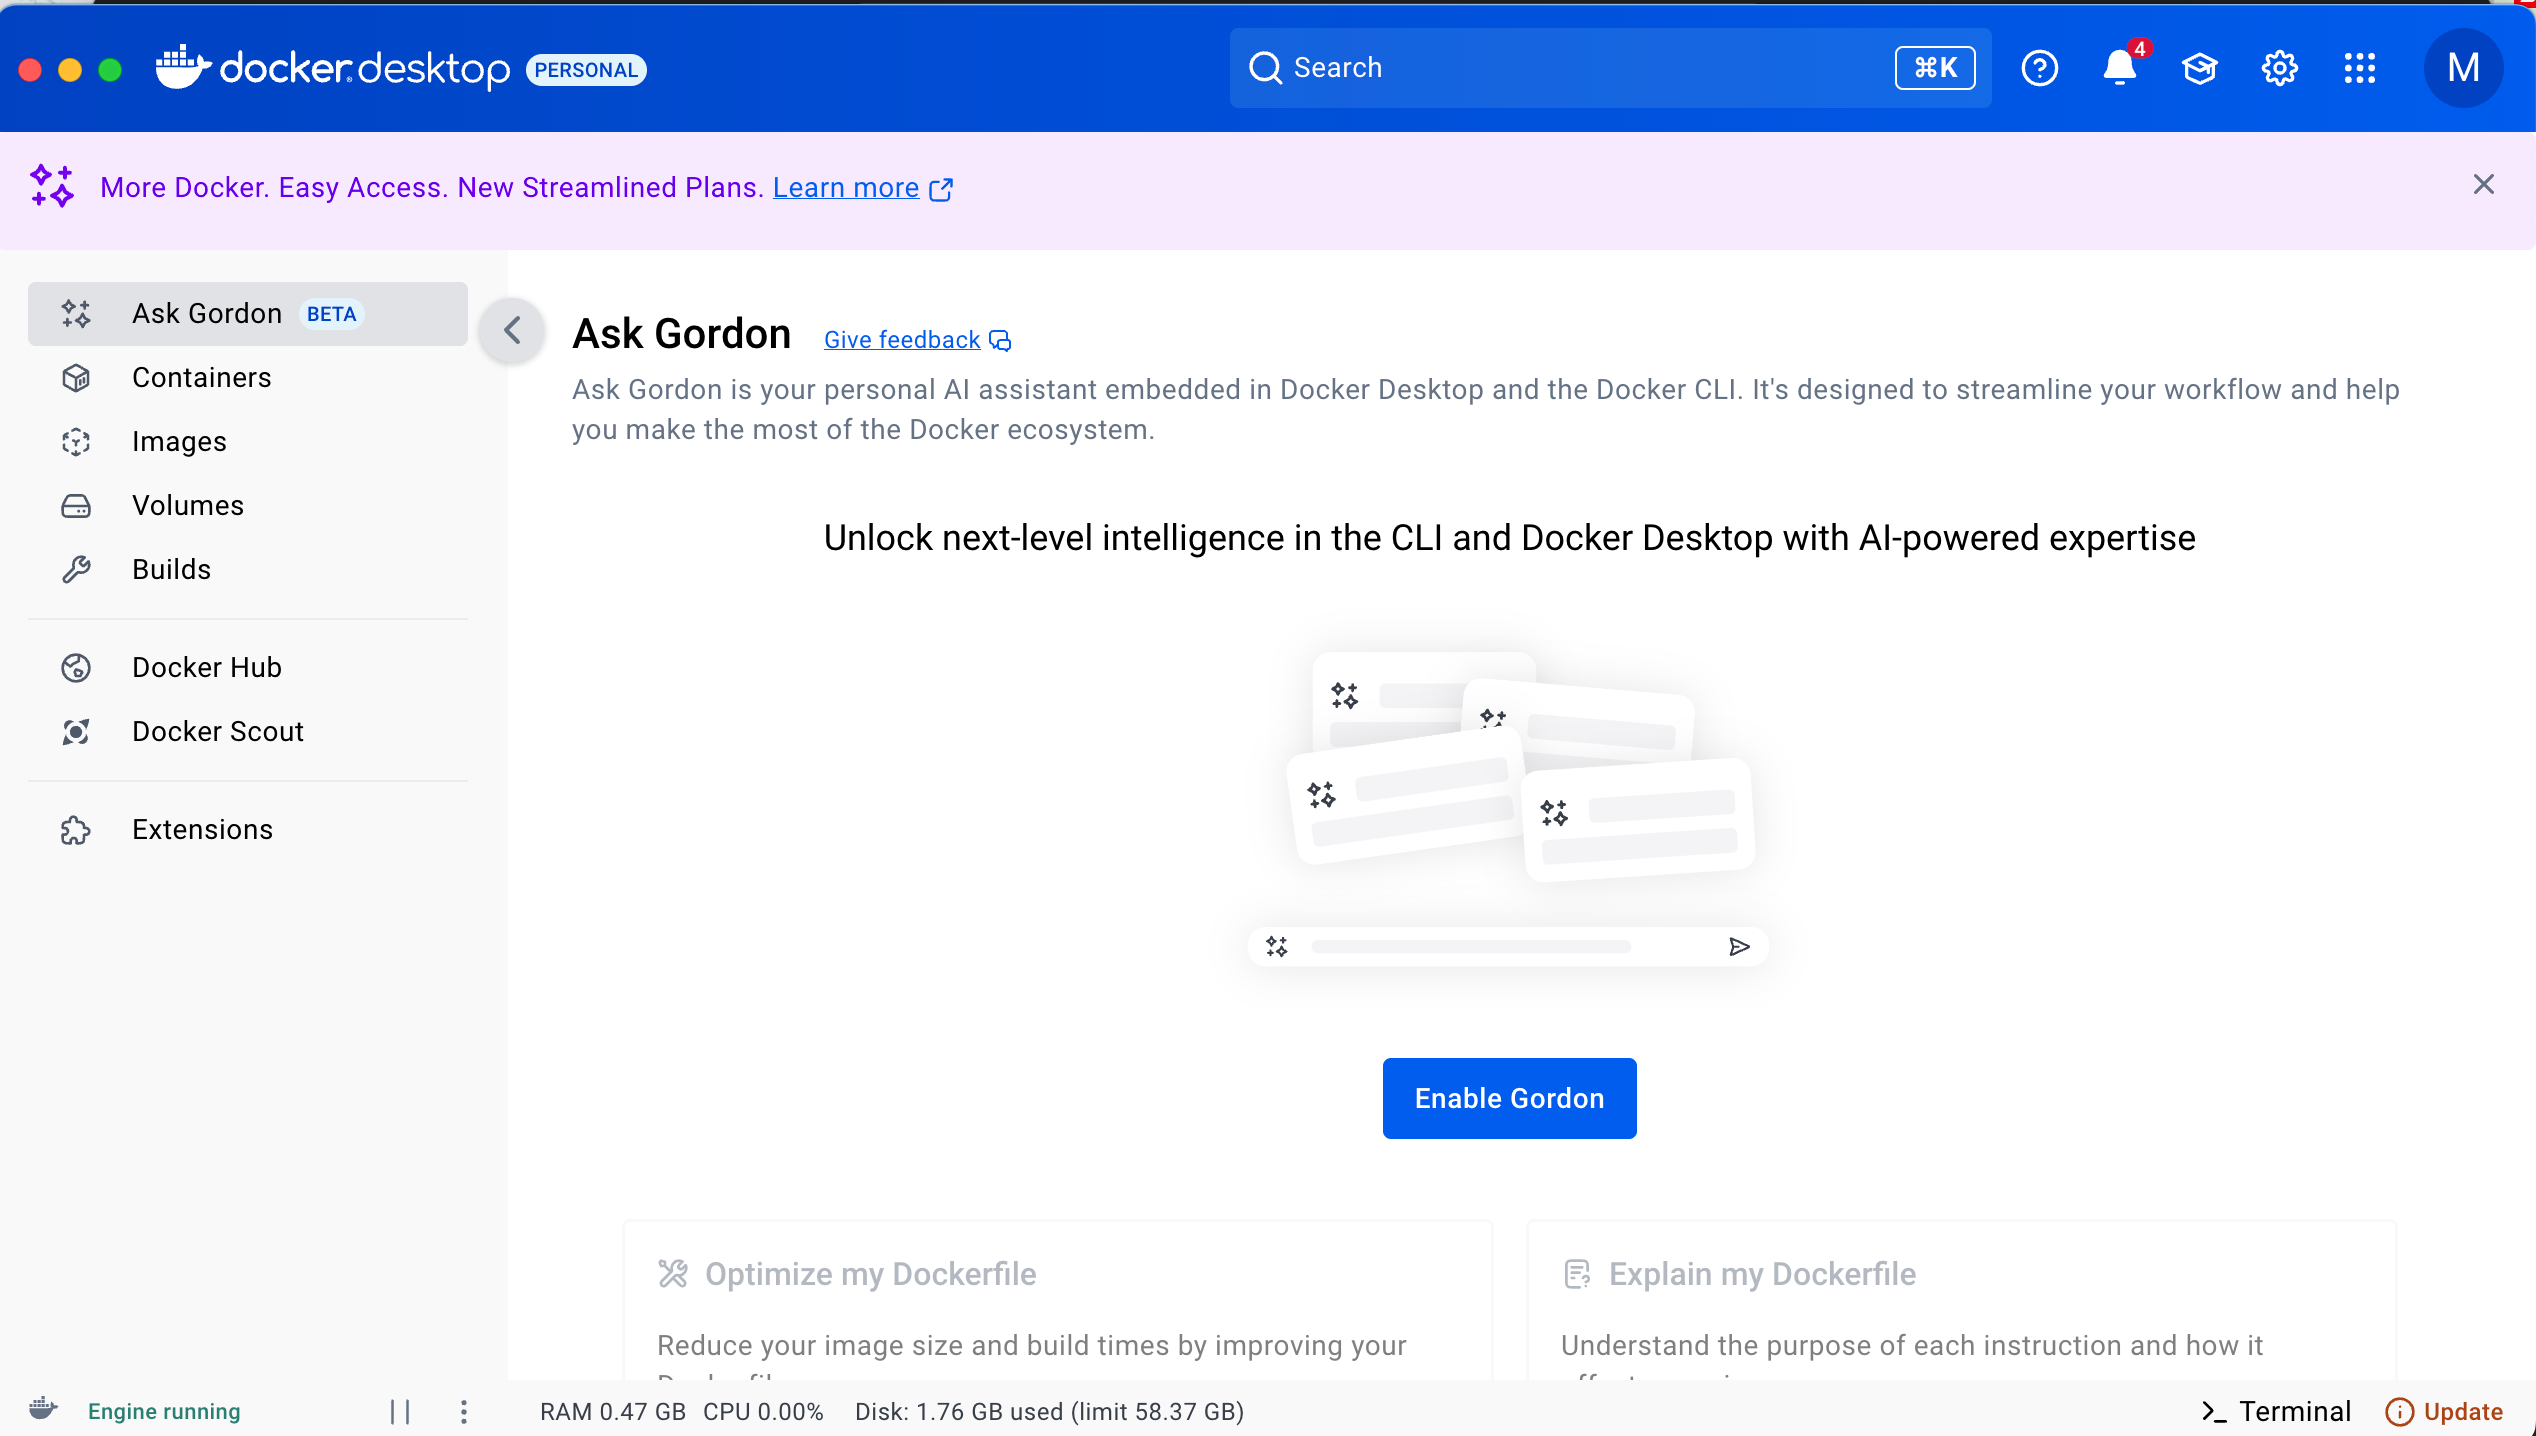 docker desktop PERSONAL
Search
⌘K
4
M
More Docker. Easy Access. New Streamlined Plans. Learn more
Ask Gordon BETA
Containers
Images
Volumes
Builds
Docker Hub
Docker Scout
Extensions
Ask Gordon
Give feedback
Ask Gordon is your personal AI assistant embedded in Docker Desktop and the Docker CLI. It's designed to streamline your workflow and help
you make the most of the Docker ecosystem.
Unlock next-level intelligence in the CLI and Docker Desktop with AI-powered expertise
Enable Gordon
Optimize my Dockerfile
Reduce your image size and build times by improving your
Explain my Dockerfile
Understand the purpose of each instruction and how it
Engine running
RAM 0.47 GB CPU 0.00% Disk: 1.76 GB used (limit 58.37 GB)
Terminal
Update